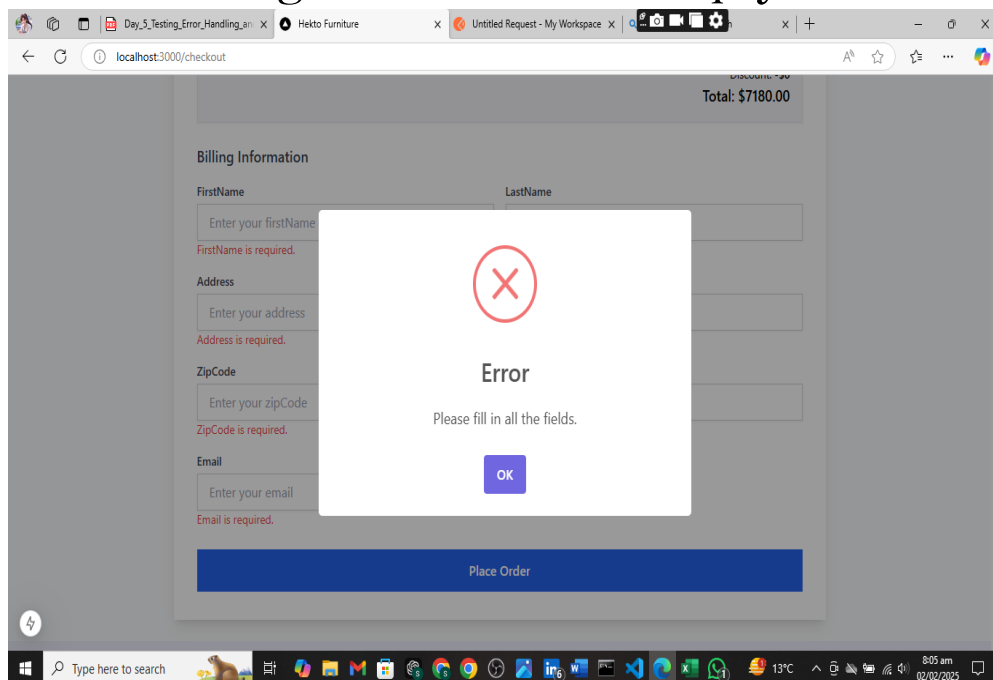 Day_5_Testing_Error_Handling_an
Hekto Furniture
Untitled Request - My Workspace
localhost:3000/checkout
Total: $7180.00
Billing Information
FirstName LastName
Enter your firstName
FirstName is required.
Address
Enter your address
Address is required.
ZipCode
Enter your zipCode
ZipCode is required.
Email
Enter your email
Email is required.
Error
Please fill in all the fields.
OK
Place Order
Type here to search
13°C
8:05 am
02/02/2025